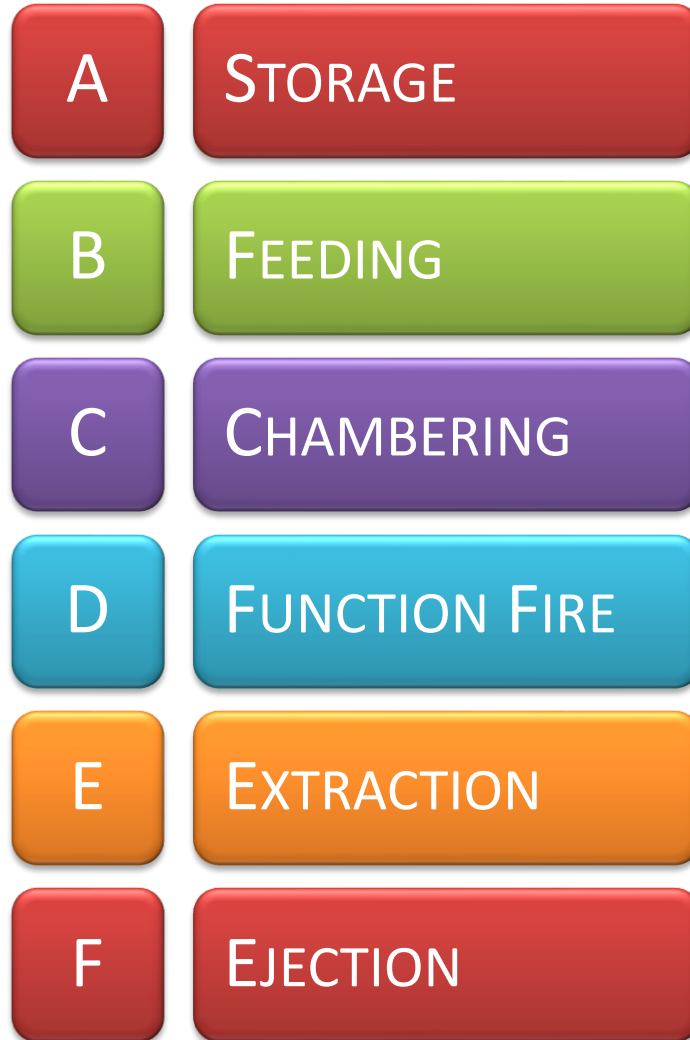 A STORAGE
B FEEDING
C CHAMBERING
D FUNCTION FIRE
E EXTRACTION
F EJECTION